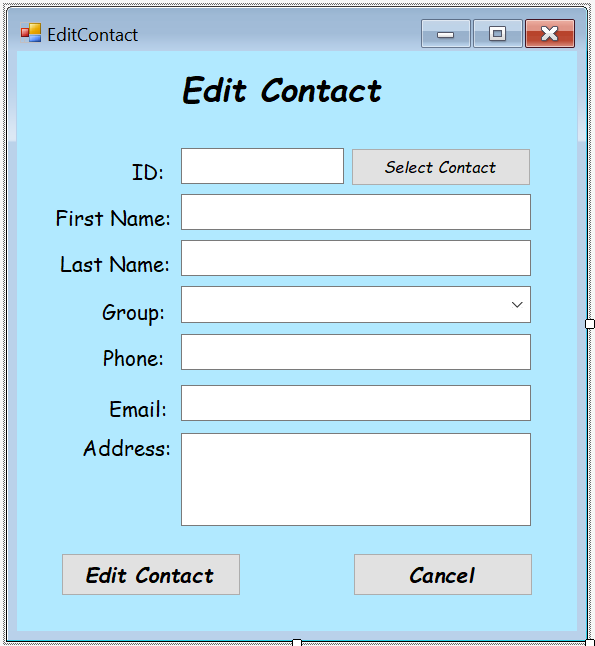 EditContact
Edit Contact
ID:
Select Contact
First Name:
Last Name:
Group:
Phone:
Email:
Address:
Edit Contact
Cancel